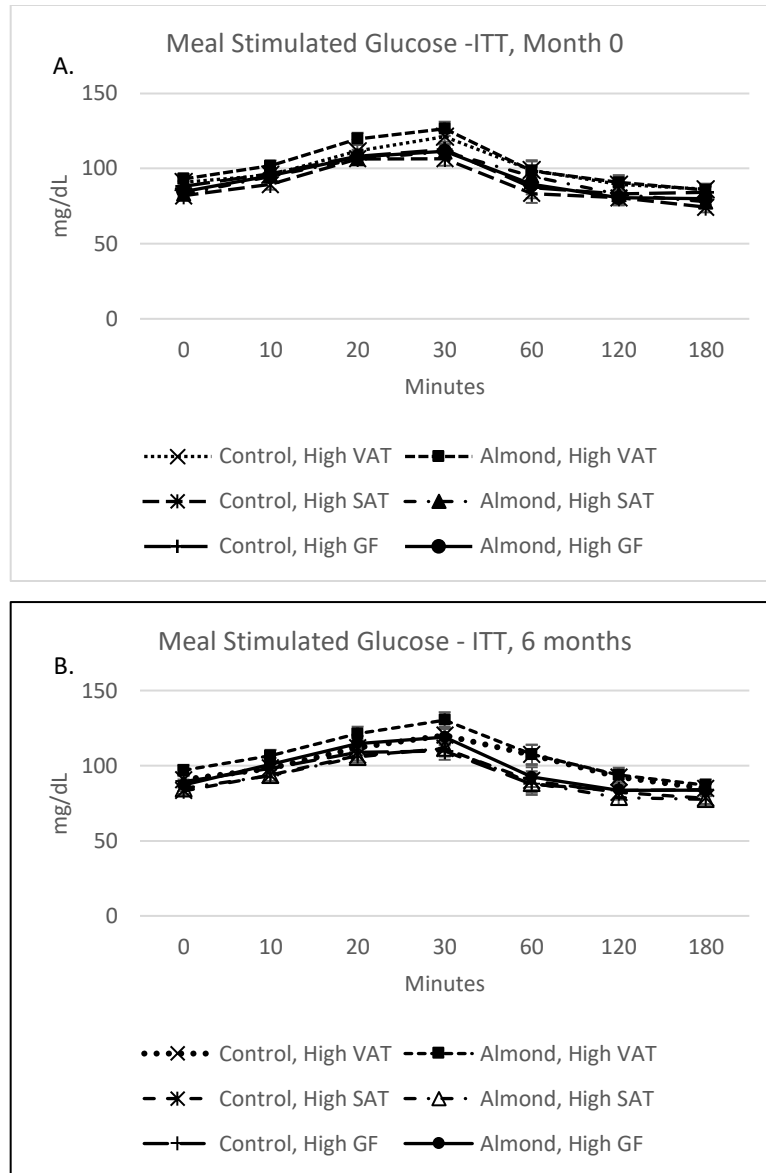 Meal Stimulated Glucose -ITT, Month 0
A.
150
100
50
0
mg/dL
0 10 20 30 60 120 180
Minutes
Control, High VAT Almond, High VAT
Control, High SAT Almond, High SAT
Control, High GF Almond, High GF
Meal Stimulated Glucose - ITT, 6 months
B.
150
100
50
0
mg/dL
0 10 20 30 60 120 180
Minutes
Control, High VAT Almond, High VAT
Control, High SAT Almond, High SAT
Control, High GF Almond, High GF